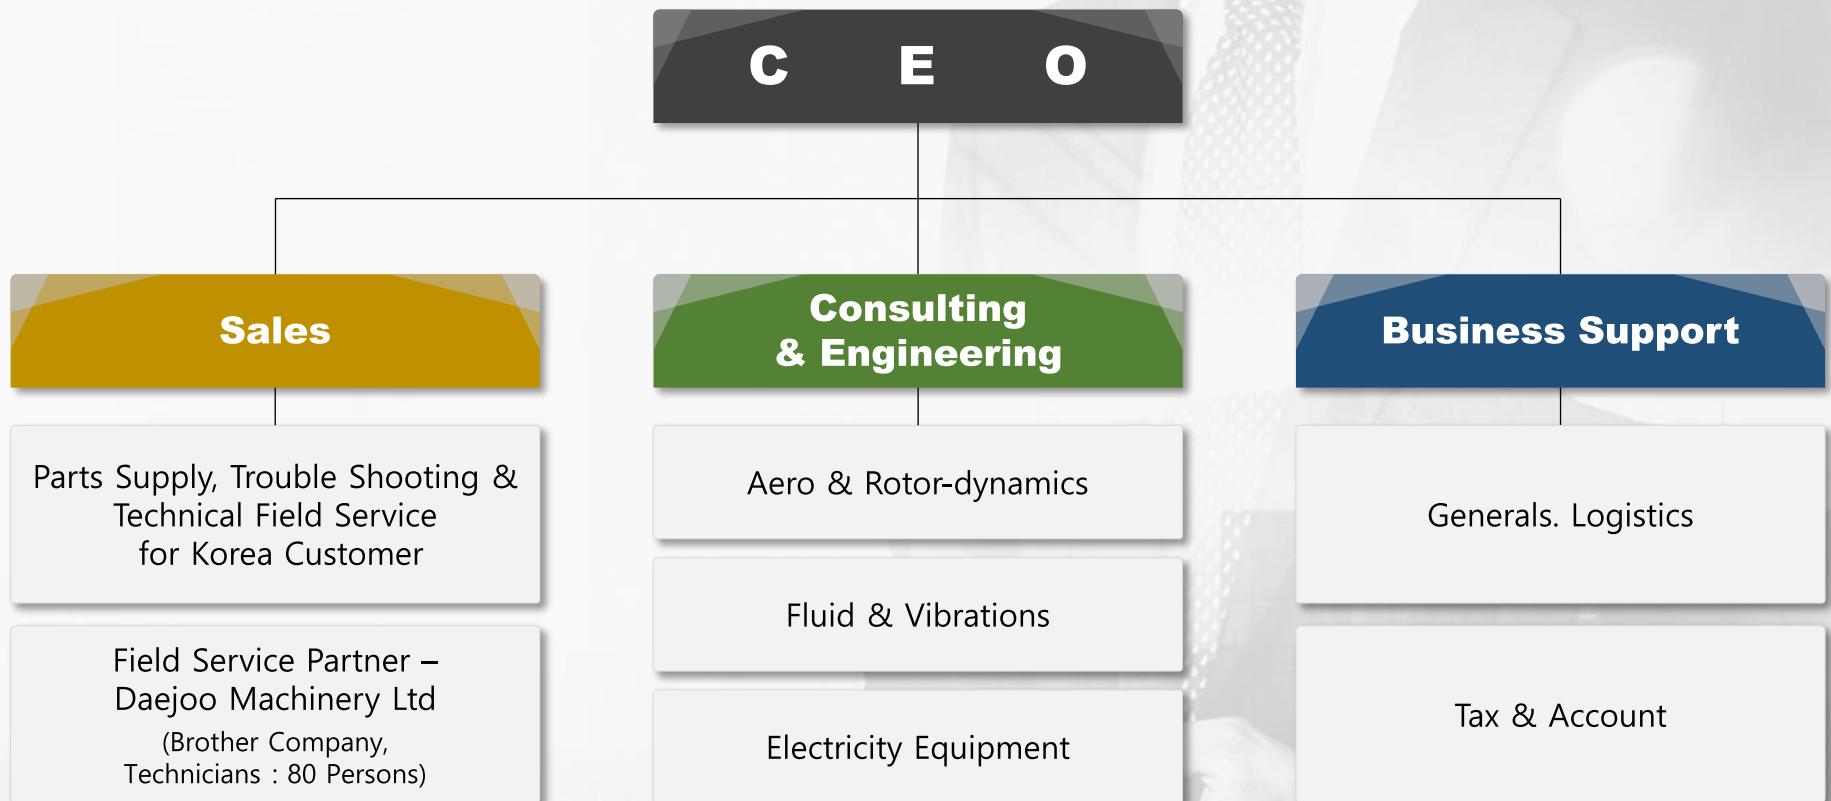 C E O
Sales
Parts Supply, Trouble Shooting &
Technical Field Service
for Korea Customer
Field Service Partner –
Daejoo Machinery Ltd
(Brother Company,
Technicians : 80 Persons)
Consulting
& Engineering
Aero & Rotor-dynamics
Fluid & Vibrations
Electricity Equipment
Business Support
Generals. Logistics
Tax & Account